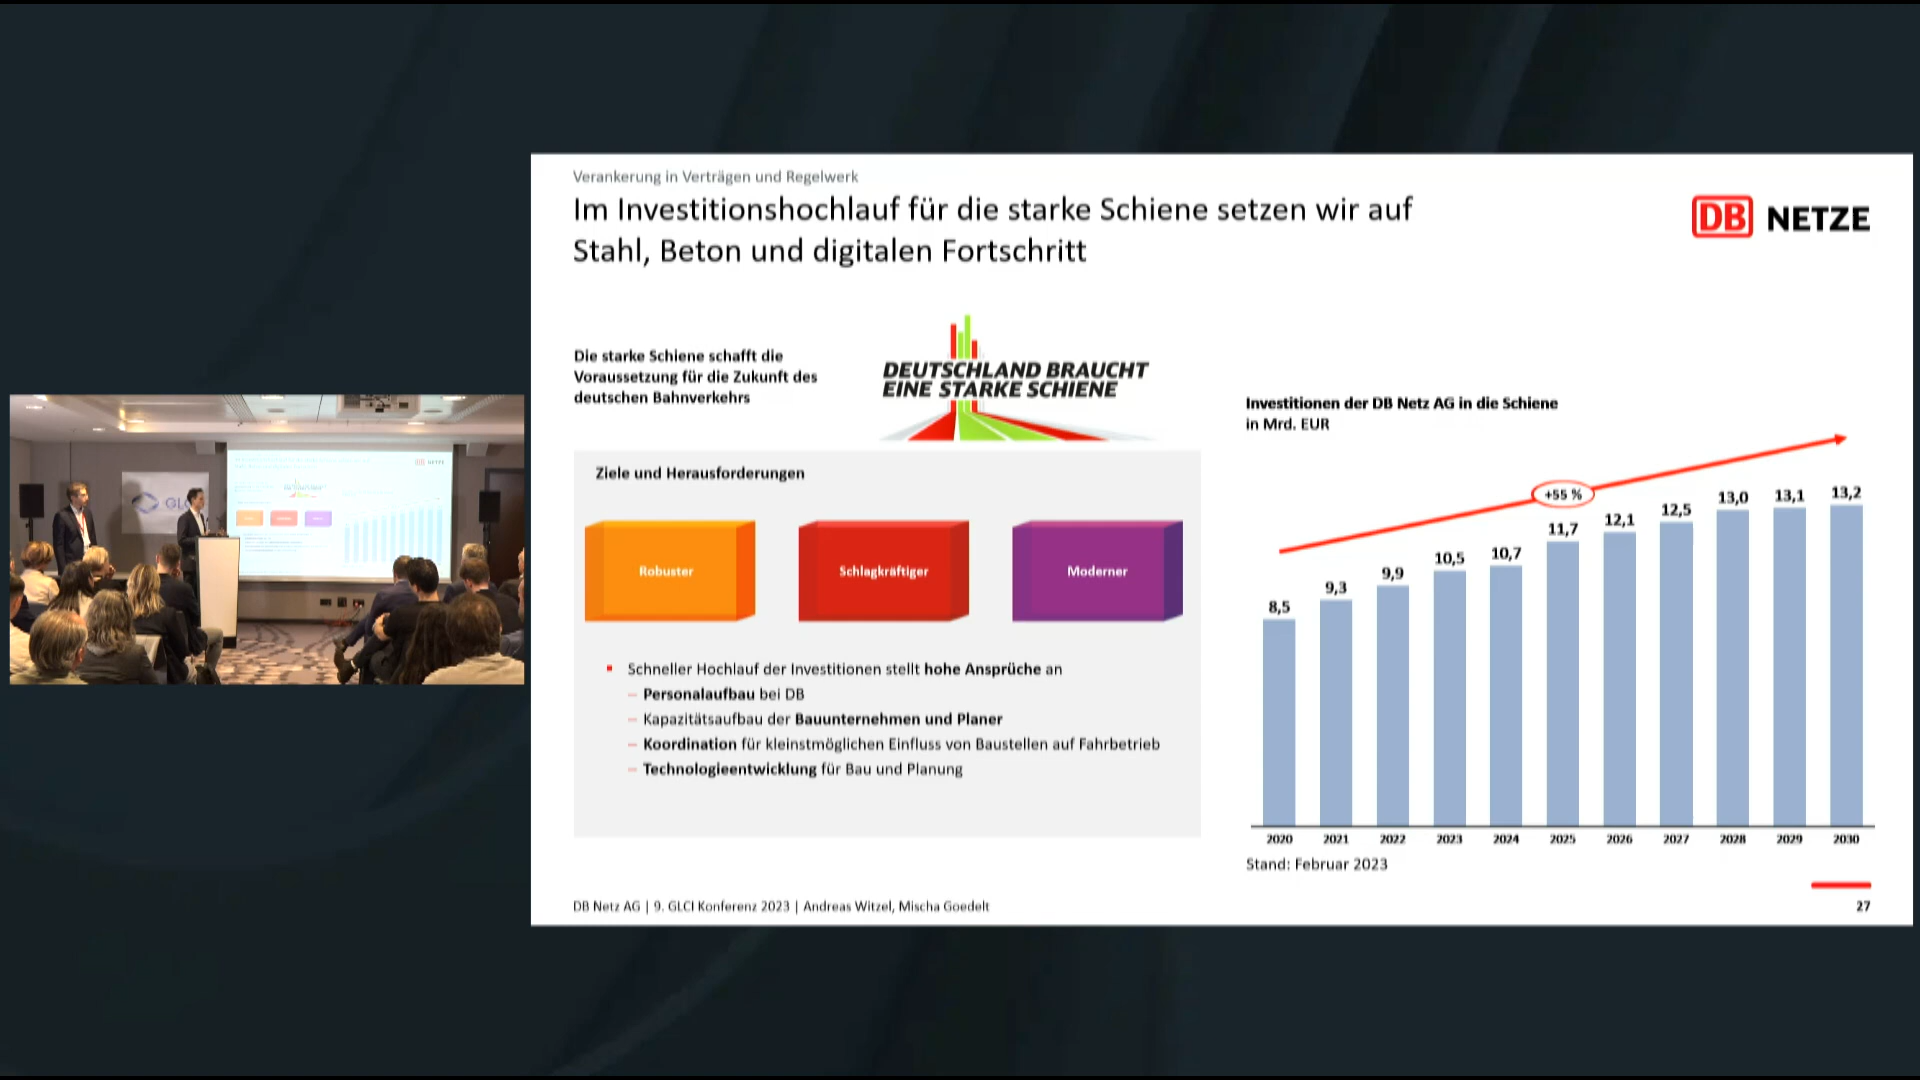 Verankerung in Verträgen und Regelwerk
Im Investitionshochlauf für die starke Schiene setzen wir auf
Stahl, Beton und digitalen Fortschritt
DB NETZE
Die starke Schiene schafft die
Voraussetzung für die Zukunft des
deutschen Bahnverkehrs
DEUTSCHLAND BRAUCHT
EINE STARKE SCHIENE
Ziele und Herausforderungen
Robuster
Schlagkräftiger
Moderner
Schneller Hochlauf der Investitionen stellt hohe Ansprüche an
– Personalaufbau bei DB
– Kapazitätsaufbau der Bauunternehmen und Planer
– Koordination für kleinstmöglichen Einfluss von Baustellen auf Fahrbetrieb
– Technologieentwicklung für Bau und Planung
Investitionen der DB Netz AG in die Schiene
in Mrd. EUR
+55 %
8,5 9,3 9,9 10,5 10,7 11,7 12,1 12,5 13,0 13,1 13,2
2020 2021 2022 2023 2024 2025 2026 2027 2028 2029 2030
Stand: Februar 2023
DB Netz AG | 9. GLCI Konferenz 2023 | Andreas Witzel, Mischa Goedelt
27
DB NETZE